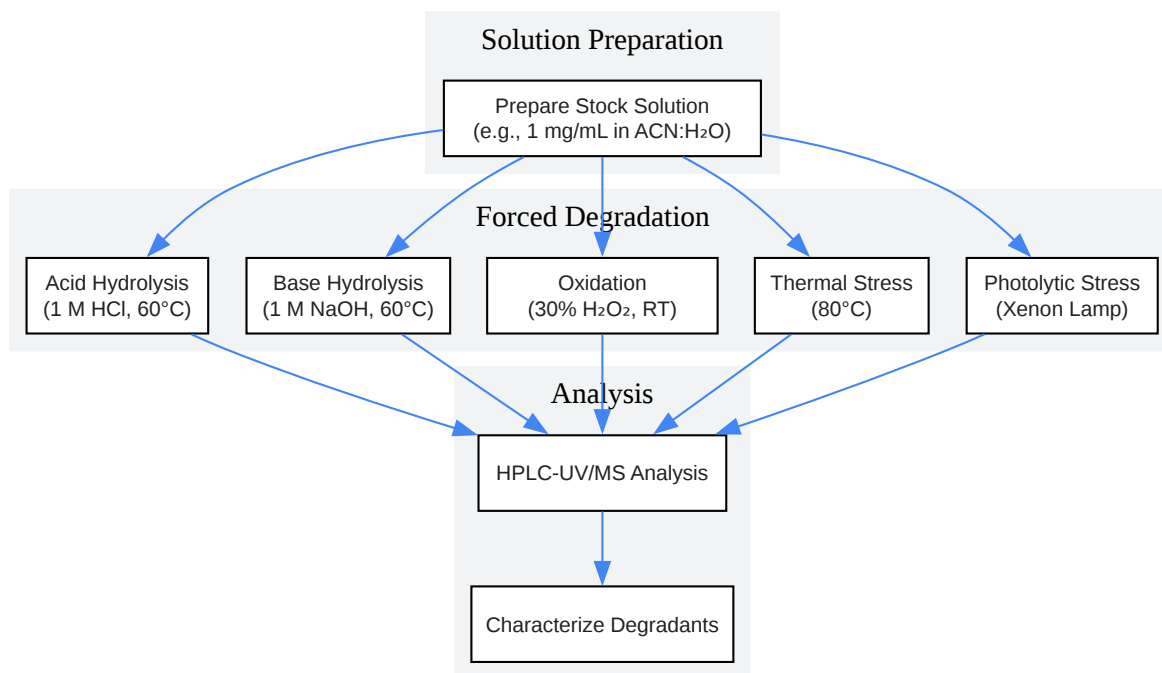 Solution Preparation
Prepare Stock Solution
(e.g., 1 mg/mL in ACN:H₂O)
Forced Degradation
Acid Hydrolysis
(1 M HCl, 60°C)
Base Hydrolysis
(1 M NaOH, 60°C)
Oxidation
(30% H₂O₂, RT)
Thermal Stress
(80°C)
Photolytic Stress
(Xenon Lamp)
Analysis
HPLC-UV/MS Analysis
Characterize Degradants